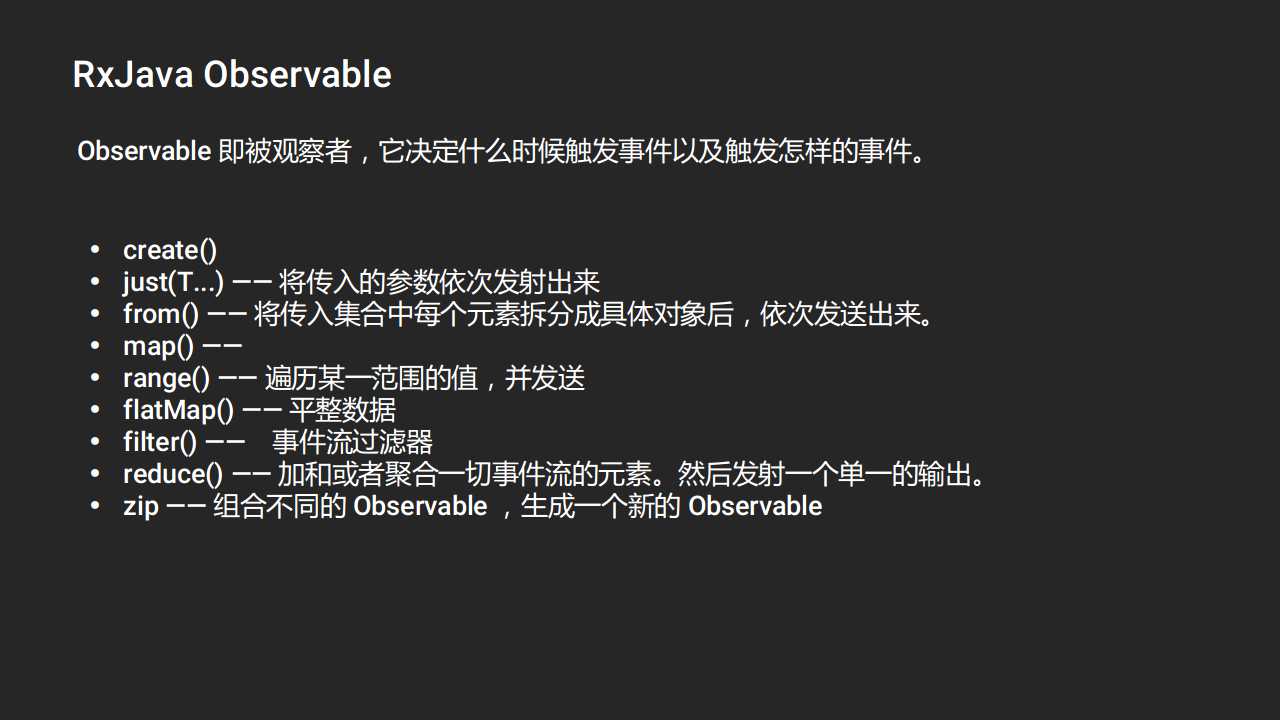 RxJava Observable
Observable 即被观察者，它决定什么时候触发事件以及触发怎样的事件。
• create()
• just(T...) —— 将传入的参数依次发射出来
• from() —— 将传入集合中每个元素拆分成具体对象后，依次发送出来。
• map() ——
• range() —— 遍历某一范围的值，并发送
• flatMap() —— 平整数据
• filter() ——　事件流过滤器
• reduce() —— 加和或者聚合一切事件流的元素。然后发射一个单一的输出。
• zip —— 组合不同的 Observable ，生成一个新的 Observable